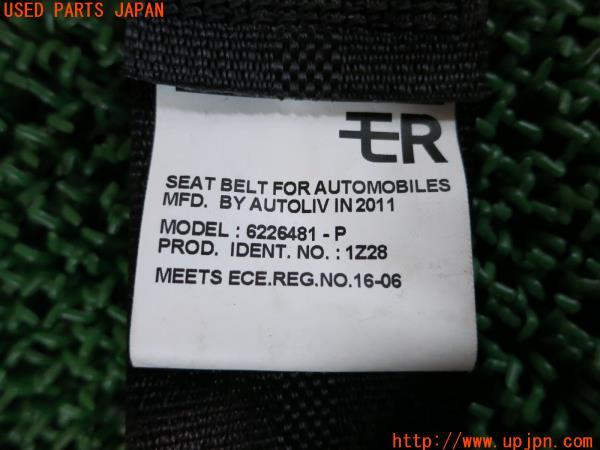 USED PARTS JAPAN
ER
SEAT BELT FOR AUTOMOBILES
MFD. BY AUTOLIV IN 2011
MODEL : 6226481 - P
PROD. IDENT. NO. : 1Z28
MEETS ECE.REG.NO.16-06
http://www.upjpn.com/